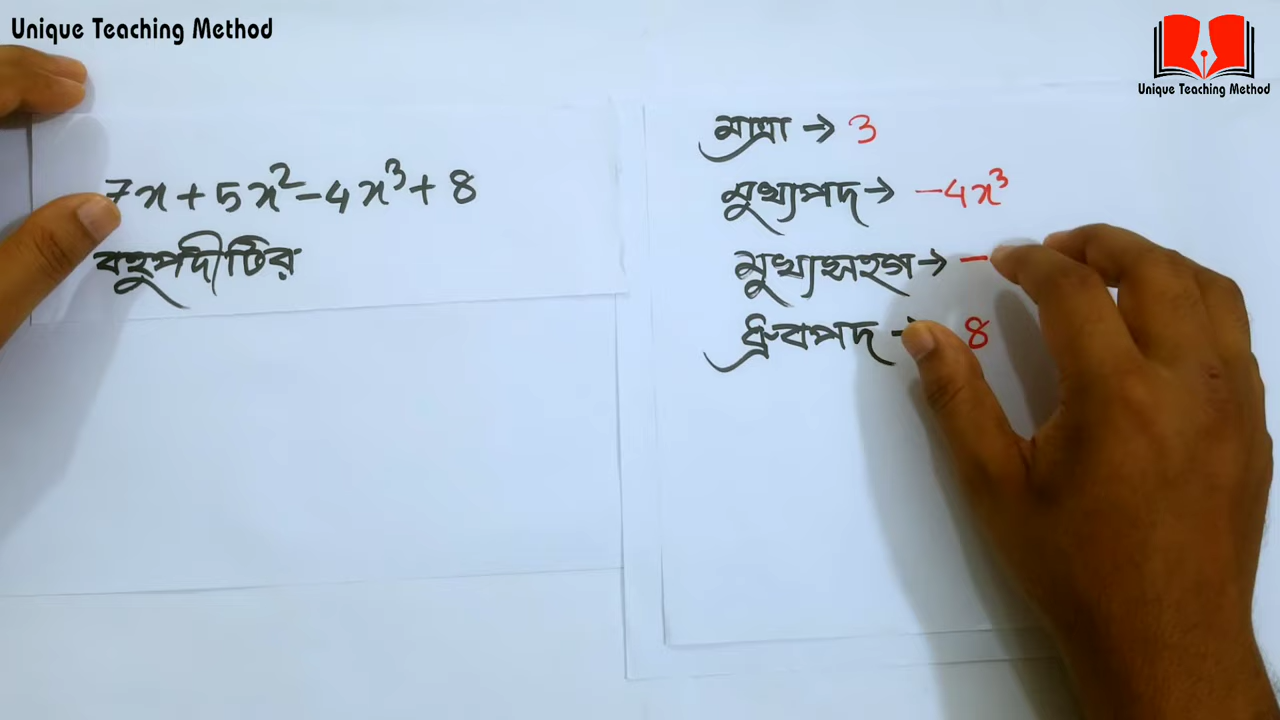 Unique Teaching Method
Unique Teaching Method
7x + 5x² - 4x³ + 8
বহুপদীটির
মাত্রা → 3
মুখ্যপদ → -4x³
মুখ্যসহগ → -
ধ্রুবপদ → 8